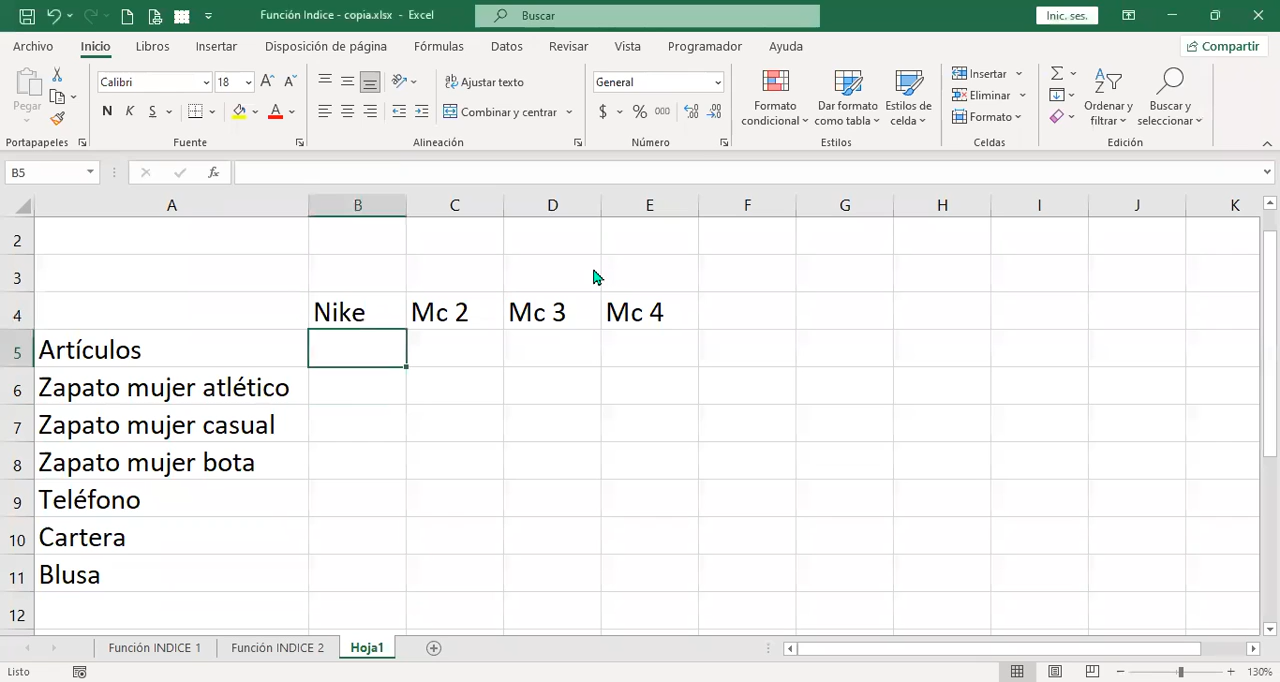 Función Indice - copia.xlsx - Excel
Buscar
Inic. ses.
Archivo Inicio Libros Insertar Disposición de página Fórmulas Datos Revisar Vista Programador Ayuda
Compartir
Pegar
Calibri 18
N K S
Ajustar texto
Combinar y centrar
General
$ % 000
Formato condicional
Dar formato como tabla
Estilos de celda
Insertar
Eliminar
Formato
Ordenar y filtrar
Buscar y seleccionar
Portapapeles Fuente Alineación Número Estilos Celdas Edición
B5 fx
A B C D E F G H I J K
2
3
4 Nike Mc 2 Mc 3 Mc 4
5 Artículos
6 Zapato mujer atlético
7 Zapato mujer casual
8 Zapato mujer bota
9 Teléfono
10 Cartera
11 Blusa
12
Función INDICE 1 Función INDICE 2 Hoja1
Listo 130%